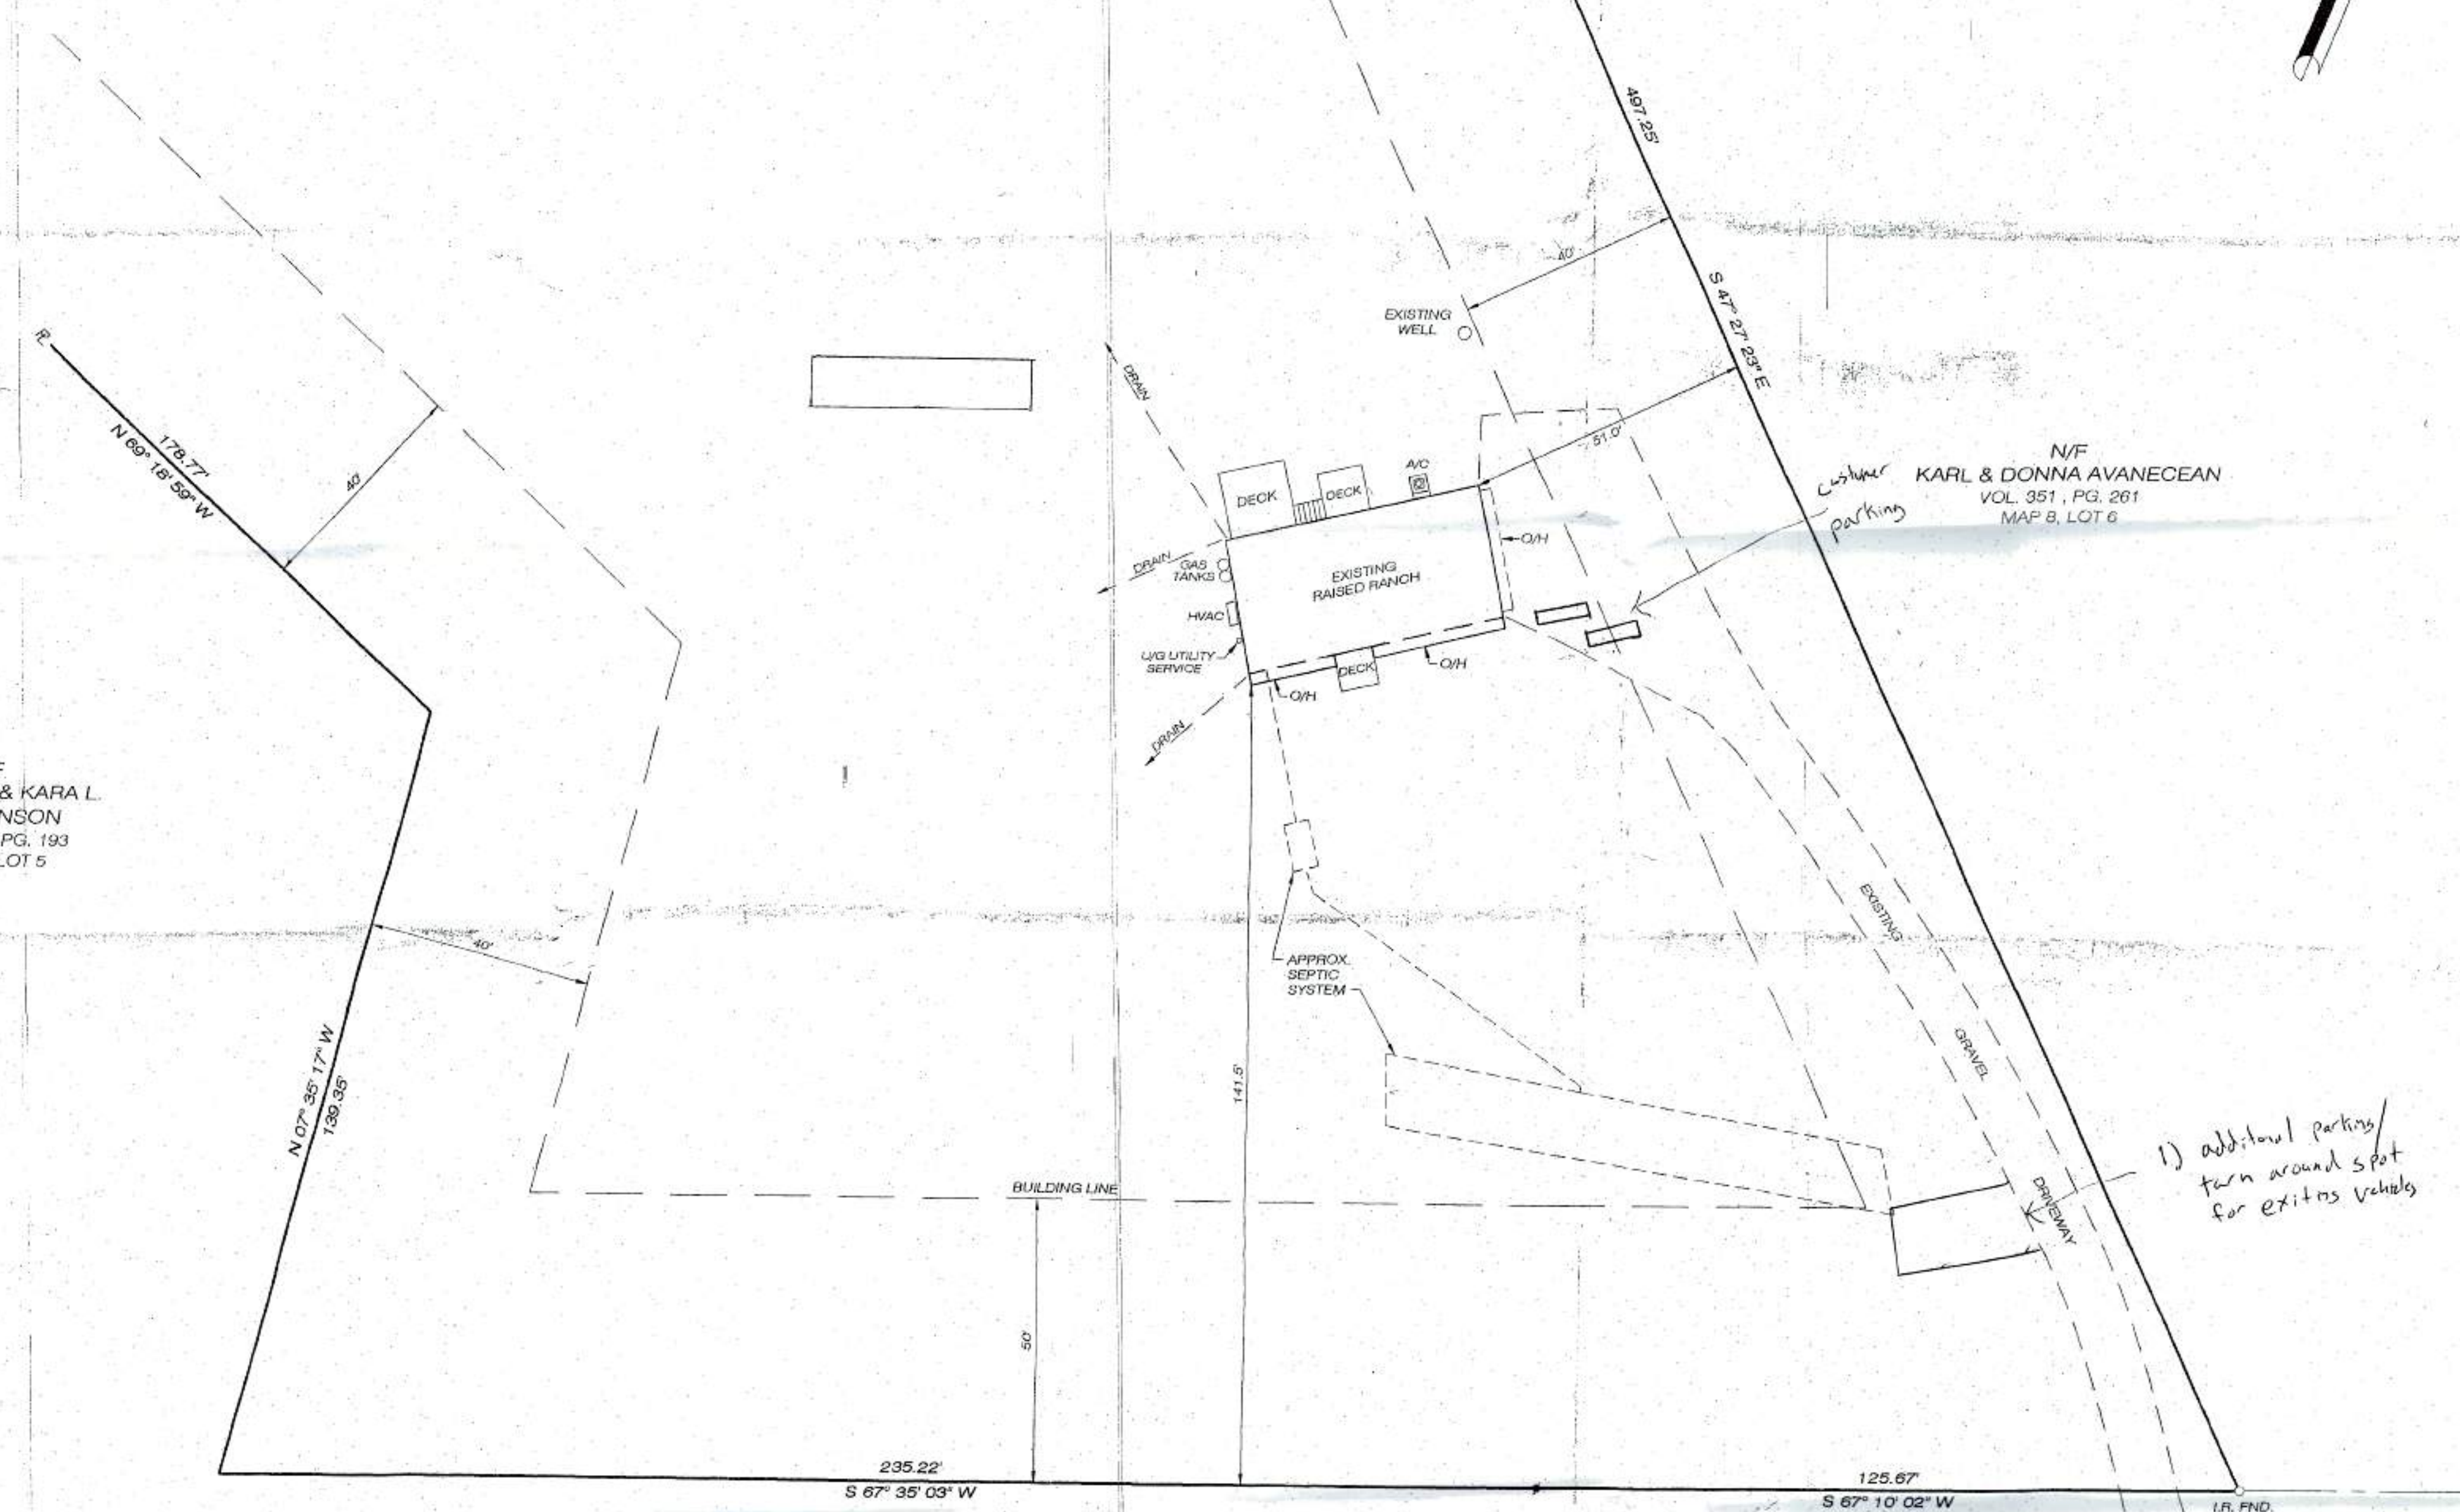 497.25'
S 47° 27' 23" E
40'
EXISTING
WELL
51.0'
DRAIN
PL
178.77'
N 69° 18' 59" W
40'
N/F
KARL & DONNA AVANECEAN
VOL. 351 , PG. 261
MAP 8, LOT 6
customer
parking
A/C
DECK
DECK
O/H
DRAIN
GAS
TANKS
EXISTING
RAISED RANCH
HVAC
U/G UTILITY
SERVICE
DECK
O/H
O/H
DRAIN
& KARA L.
NSON
PG. 193
LOT 5
40'
EXISTING
GRAVEL
DRIVEWAY
APPROX.
SEPTIC
SYSTEM
N 07° 35' 17" W
139.35'
141.5'
1) additonal parking/
turn around spot
for exiting vehicles
BUILDING LINE
50'
235.22'
S 67° 35' 03" W
125.67'
S 67° 10' 02" W
I.R. FND.